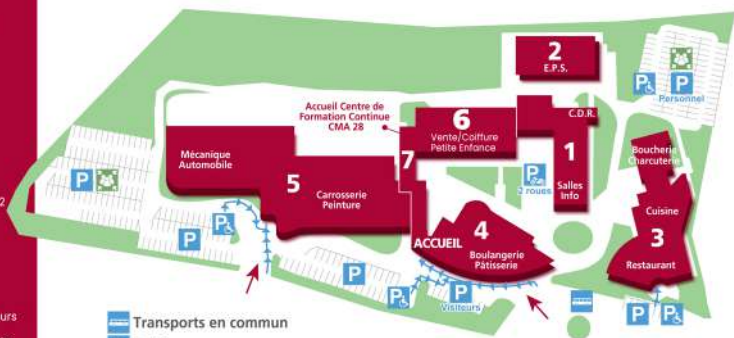 2
E.P.S.
P
Personnel
C.D.R.
Accueil Centre de
Formation Continue
CMA 28
6
Vente/Coiffure
Petite Enfance
7
1
Salles
Info
P
2 roues
Boucherie
Charcuterie
Cuisine
3
Restaurant
Mécanique
Automobile
5
Carrosserie
Peinture
P
P
P
ACCUEIL
4
Boulangerie
Pâtisserie
P
P
P
Visiteurs
P
P
P
P
2
urs
Transports en commun